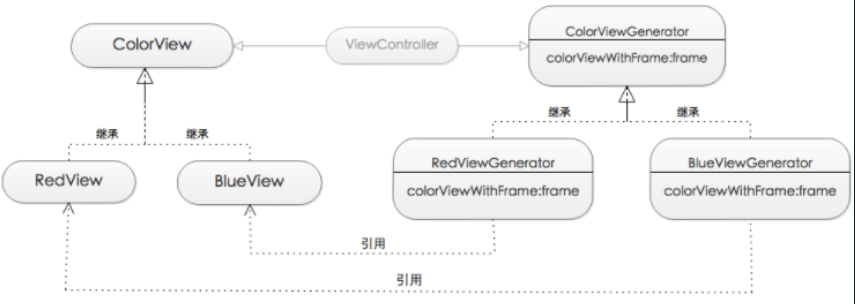 ColorView
ViewController
ColorViewGenerator
colorViewWithFrame:frame
继承
继承
继承
继承
RedView
BlueView
RedViewGenerator
colorViewWithFrame:frame
BlueViewGenerator
colorViewWithFrame:frame
引用
引用